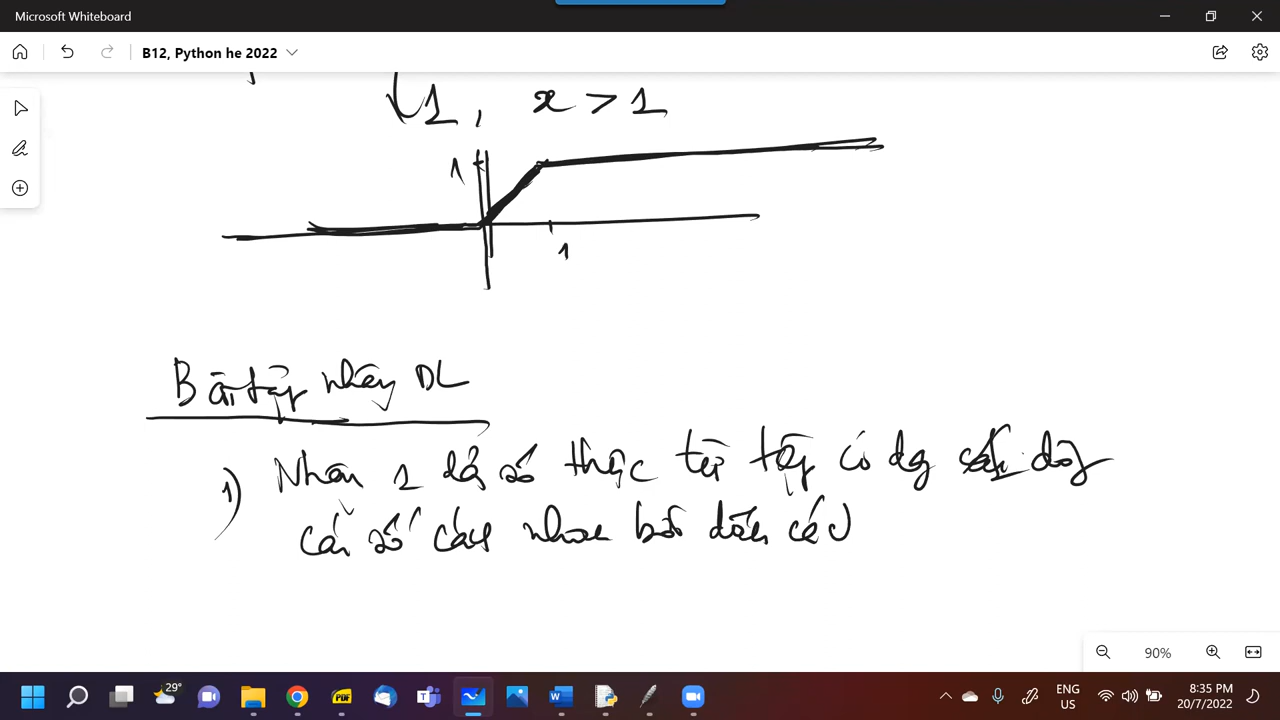 Microsoft Whiteboard
B12, Python he 2022
1, x > 1
1
1
Bài tập nhập DL
1) Nhận 1 dãy số thực từ tệp có dạng dòng
các số cách nhau bởi dấu cách
90%
29°
ENG
US
8:35 PM
20/7/2022